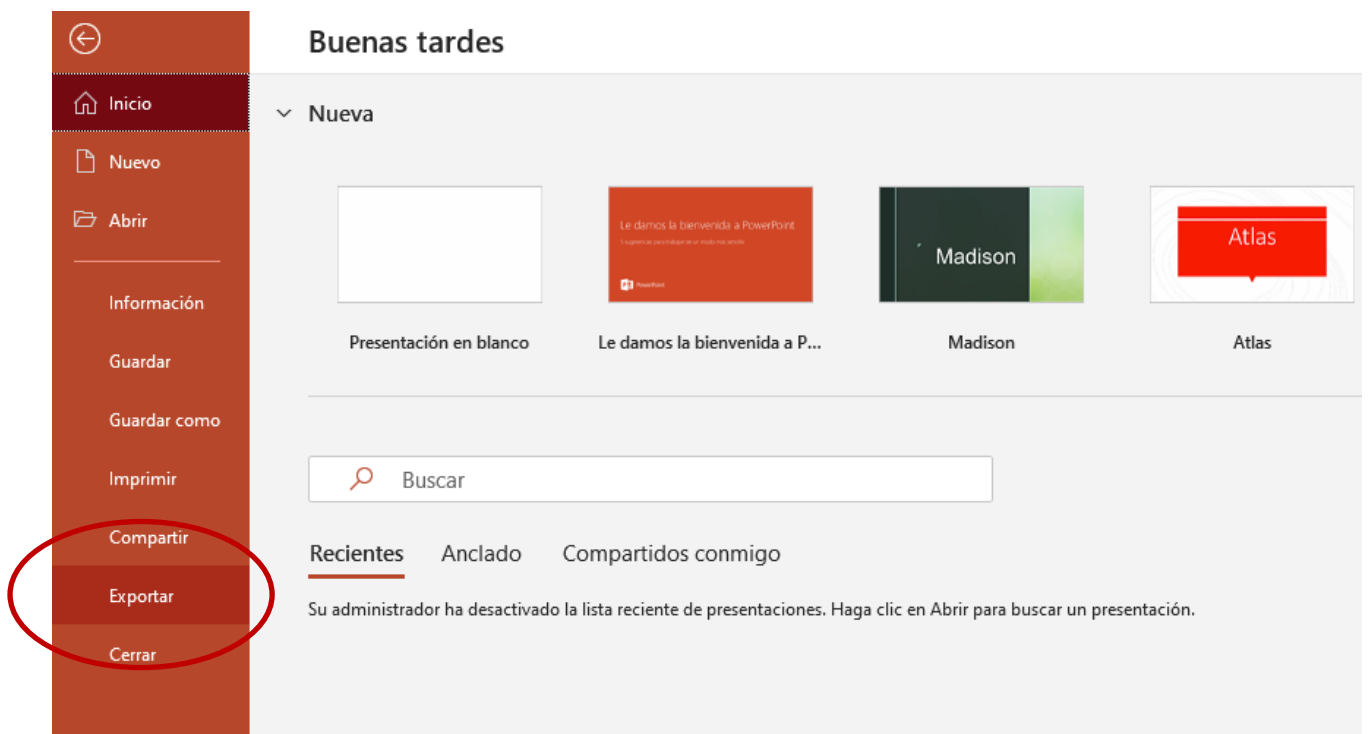 Buenas tardes
Inicio
Nuevo
Abrir
Información
Guardar
Guardar como
Imprimir
Compartir
Exportar
Cerrar
Nueva
Le damos la bienvenida a PowerPoint
PowerPoint
Madison
Atlas
Presentación en blanco
Le damos la bienvenida a P...
Madison
Atlas
Buscar
Recientes Anclado Compartidos conmigo
Su administrador ha desactivado la lista reciente de presentaciones. Haga clic en Abrir para buscar un presentación.